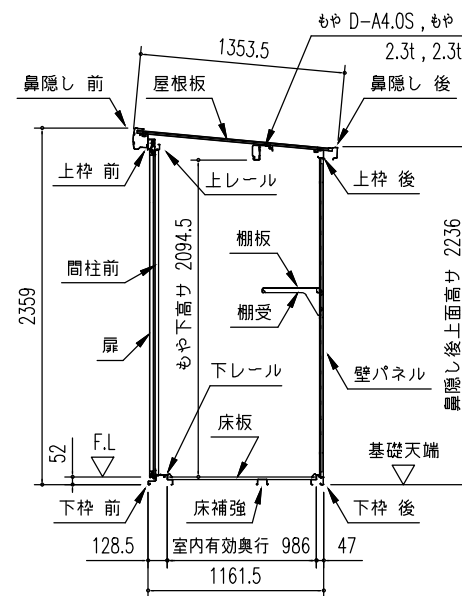 もや D-A4.0S , もや
2.3t , 2.3t
1353.5
鼻隠し 前
屋根板
鼻隠し 後
上枠 前
上レール
上枠 後
間柱前
もや下高サ 2094.5
棚板
棚受
2359
鼻隠し後上面高サ 2236
扉
下レール
壁パネル
床板
F.L
基礎天端
52
下枠 前
床補強
下枠 後
128.5
室内有効奥行 986
47
1161.5